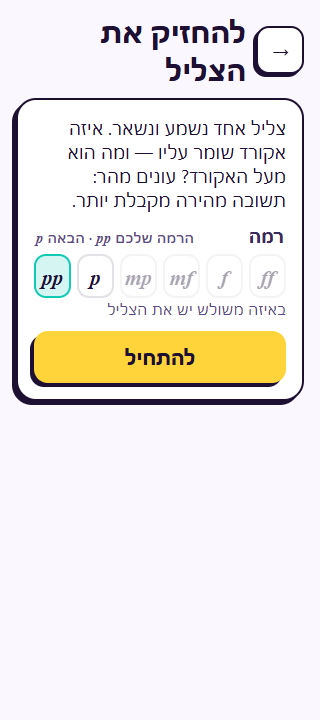 →
להחזיק את
הצליל
צליל אחד נשמע ונשאר. איזה
אקורד שומר עליו — ומה הוא
מעל האקורד? עונים מהר:
תשובה מהירה מקבלת יותר.
רמה
הרמה שלכם pp · הבאה p
pp p mp mf f ff
באיזה משולש יש את הצליל
להתחיל